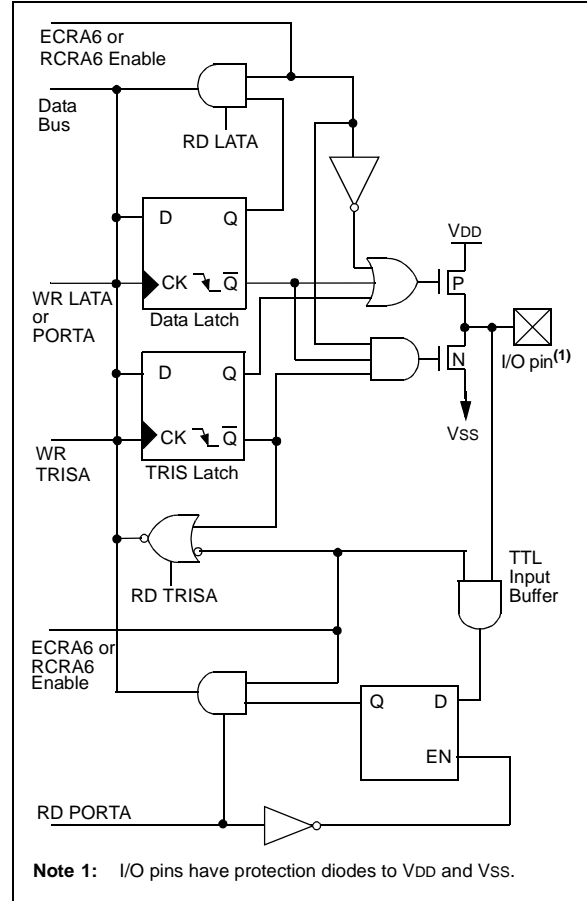 ECRA6 or
RCRA6 Enable
Data
Bus
RD LATA
D Q
VDD
P
WR LATA
or
PORTA
CK Q
Data Latch
I/O pin(1)
N
D Q
VSS
WR
TRISA
CK Q
TRIS Latch
TTL
Input
Buffer
RD TRISA
ECRA6 or
RCRA6
Enable
Q D
EN
RD PORTA
Note 1: I/O pins have protection diodes to VDD and VSS.